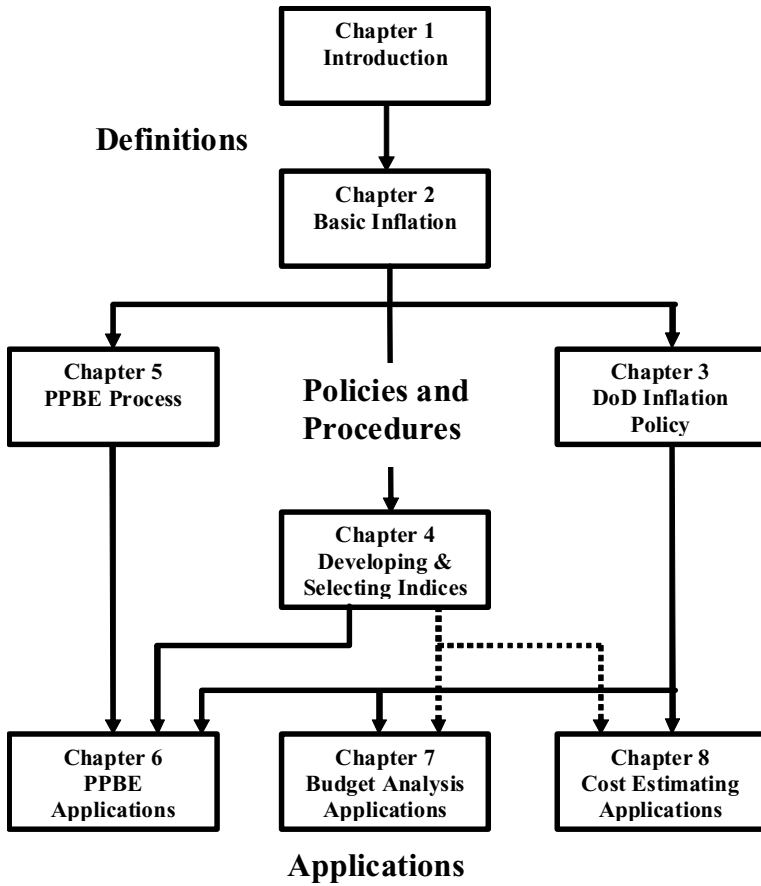 Chapter 1
Introduction
Definitions
Chapter 2
Basic Inflation
Chapter 5
PPBE Process
Policies and
Procedures
Chapter 3
DoD Inflation
Policy
Chapter 4
Developing &
Selecting Indices
Chapter 6
PPBE
Applications
Chapter 7
Budget Analysis
Applications
Chapter 8
Cost Estimating
Applications
Applications